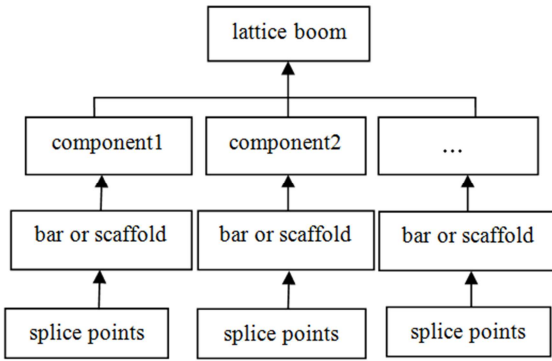 lattice boom
component1
component2
...
bar or scaffold
bar or scaffold
bar or scaffold
splice points
splice points
splice points